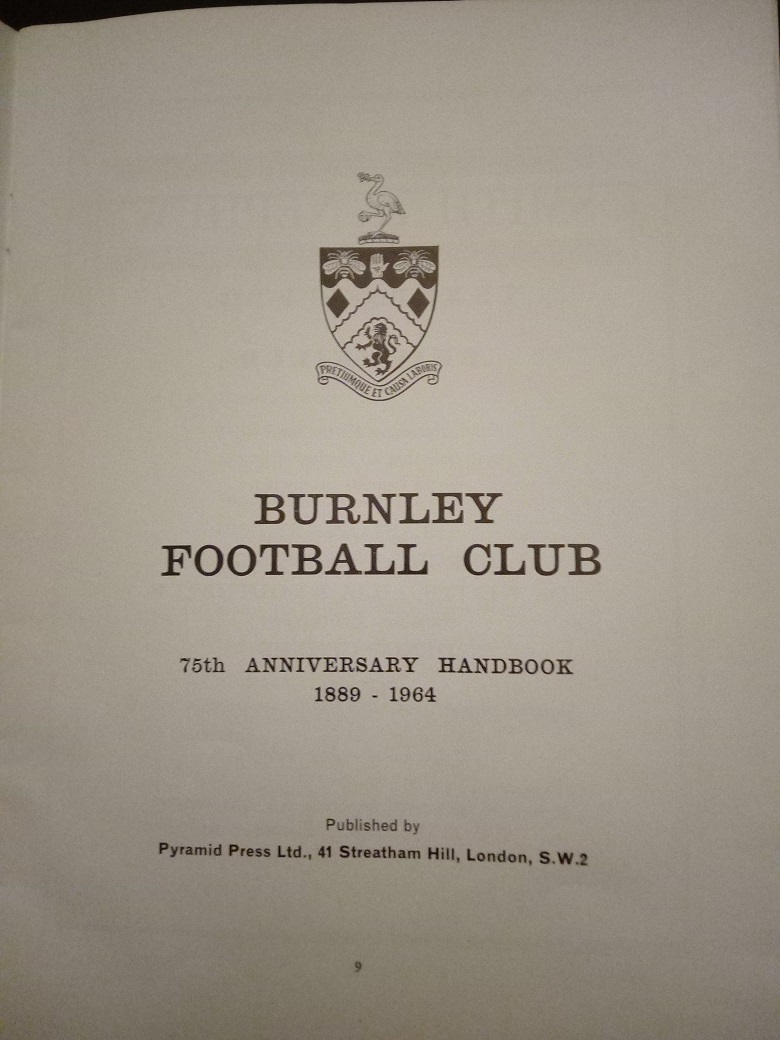 PRETIUMQUE ET CAUSA LABORIS
BURNLEY
FOOTBALL CLUB
75th ANNIVERSARY HANDBOOK
1889 - 1964
Published by
Pyramid Press Ltd., 41 Streatham Hill, London, S.W.2
9